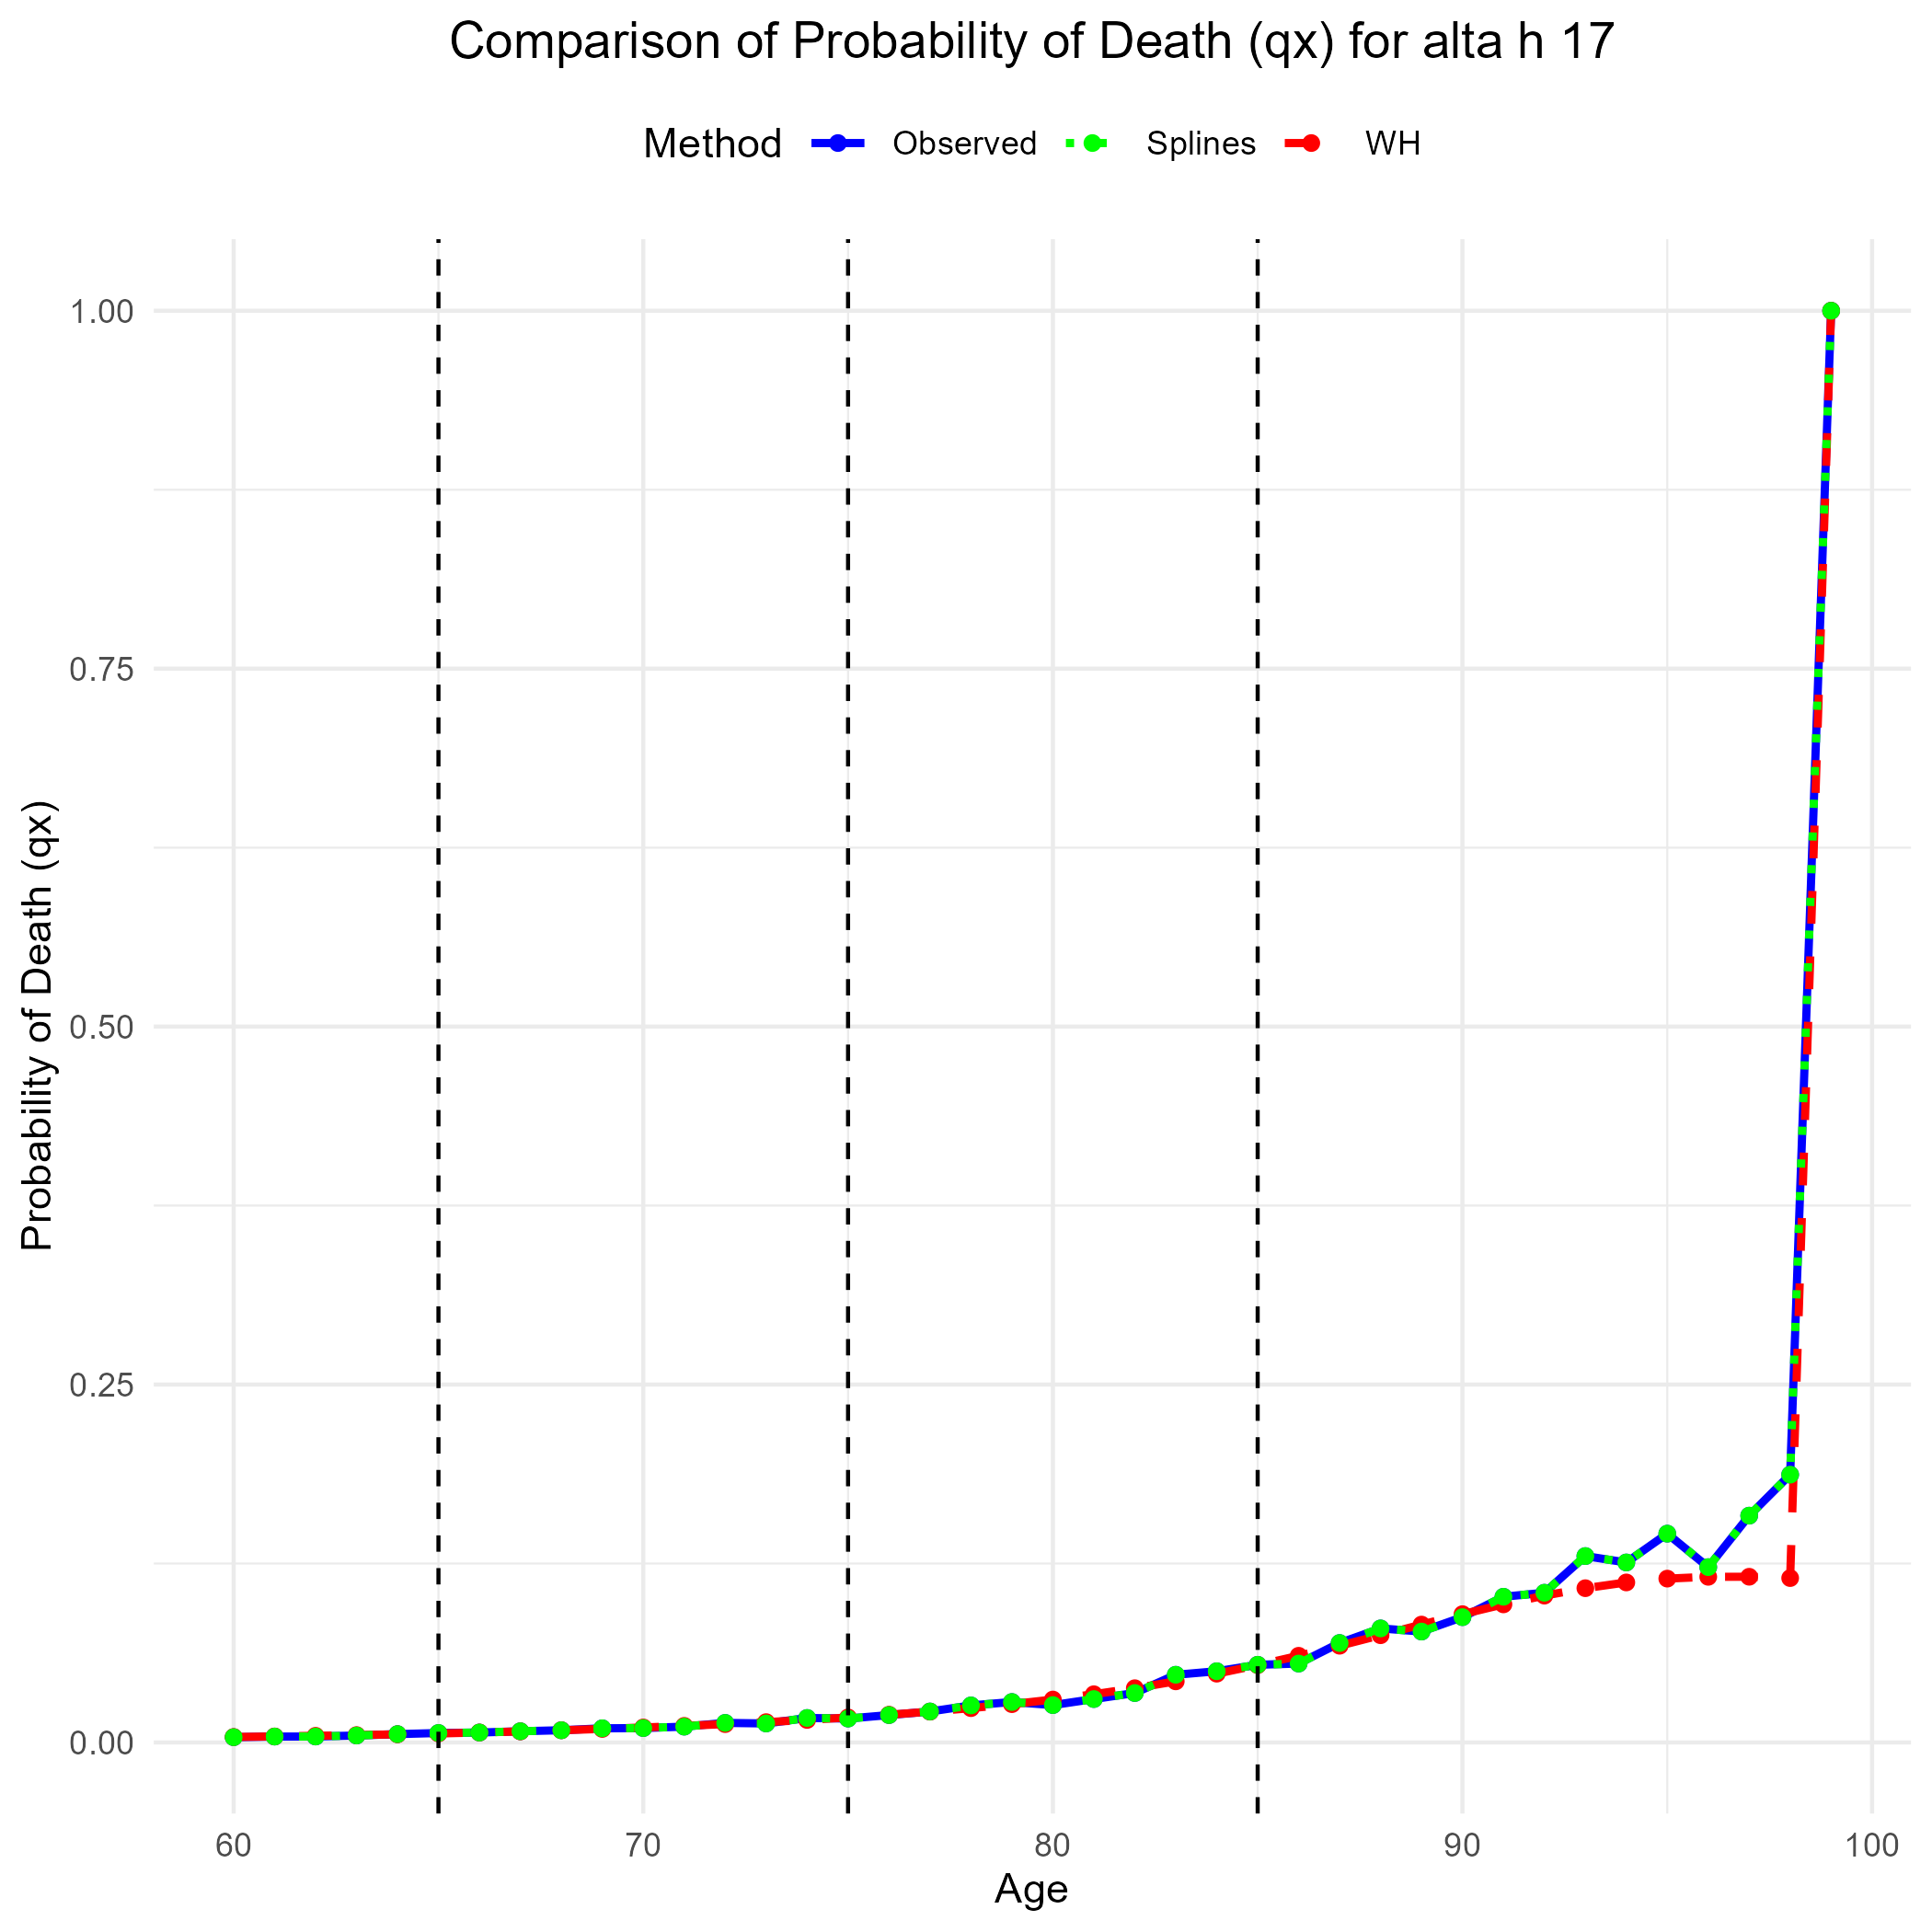 Comparison of Probability of Death (qx) for alta h 17
Method Observed Splines WH
1.00
0.75
0.50
0.25
0.00
Probability of Death (qx)
60 70 80 90 100
Age